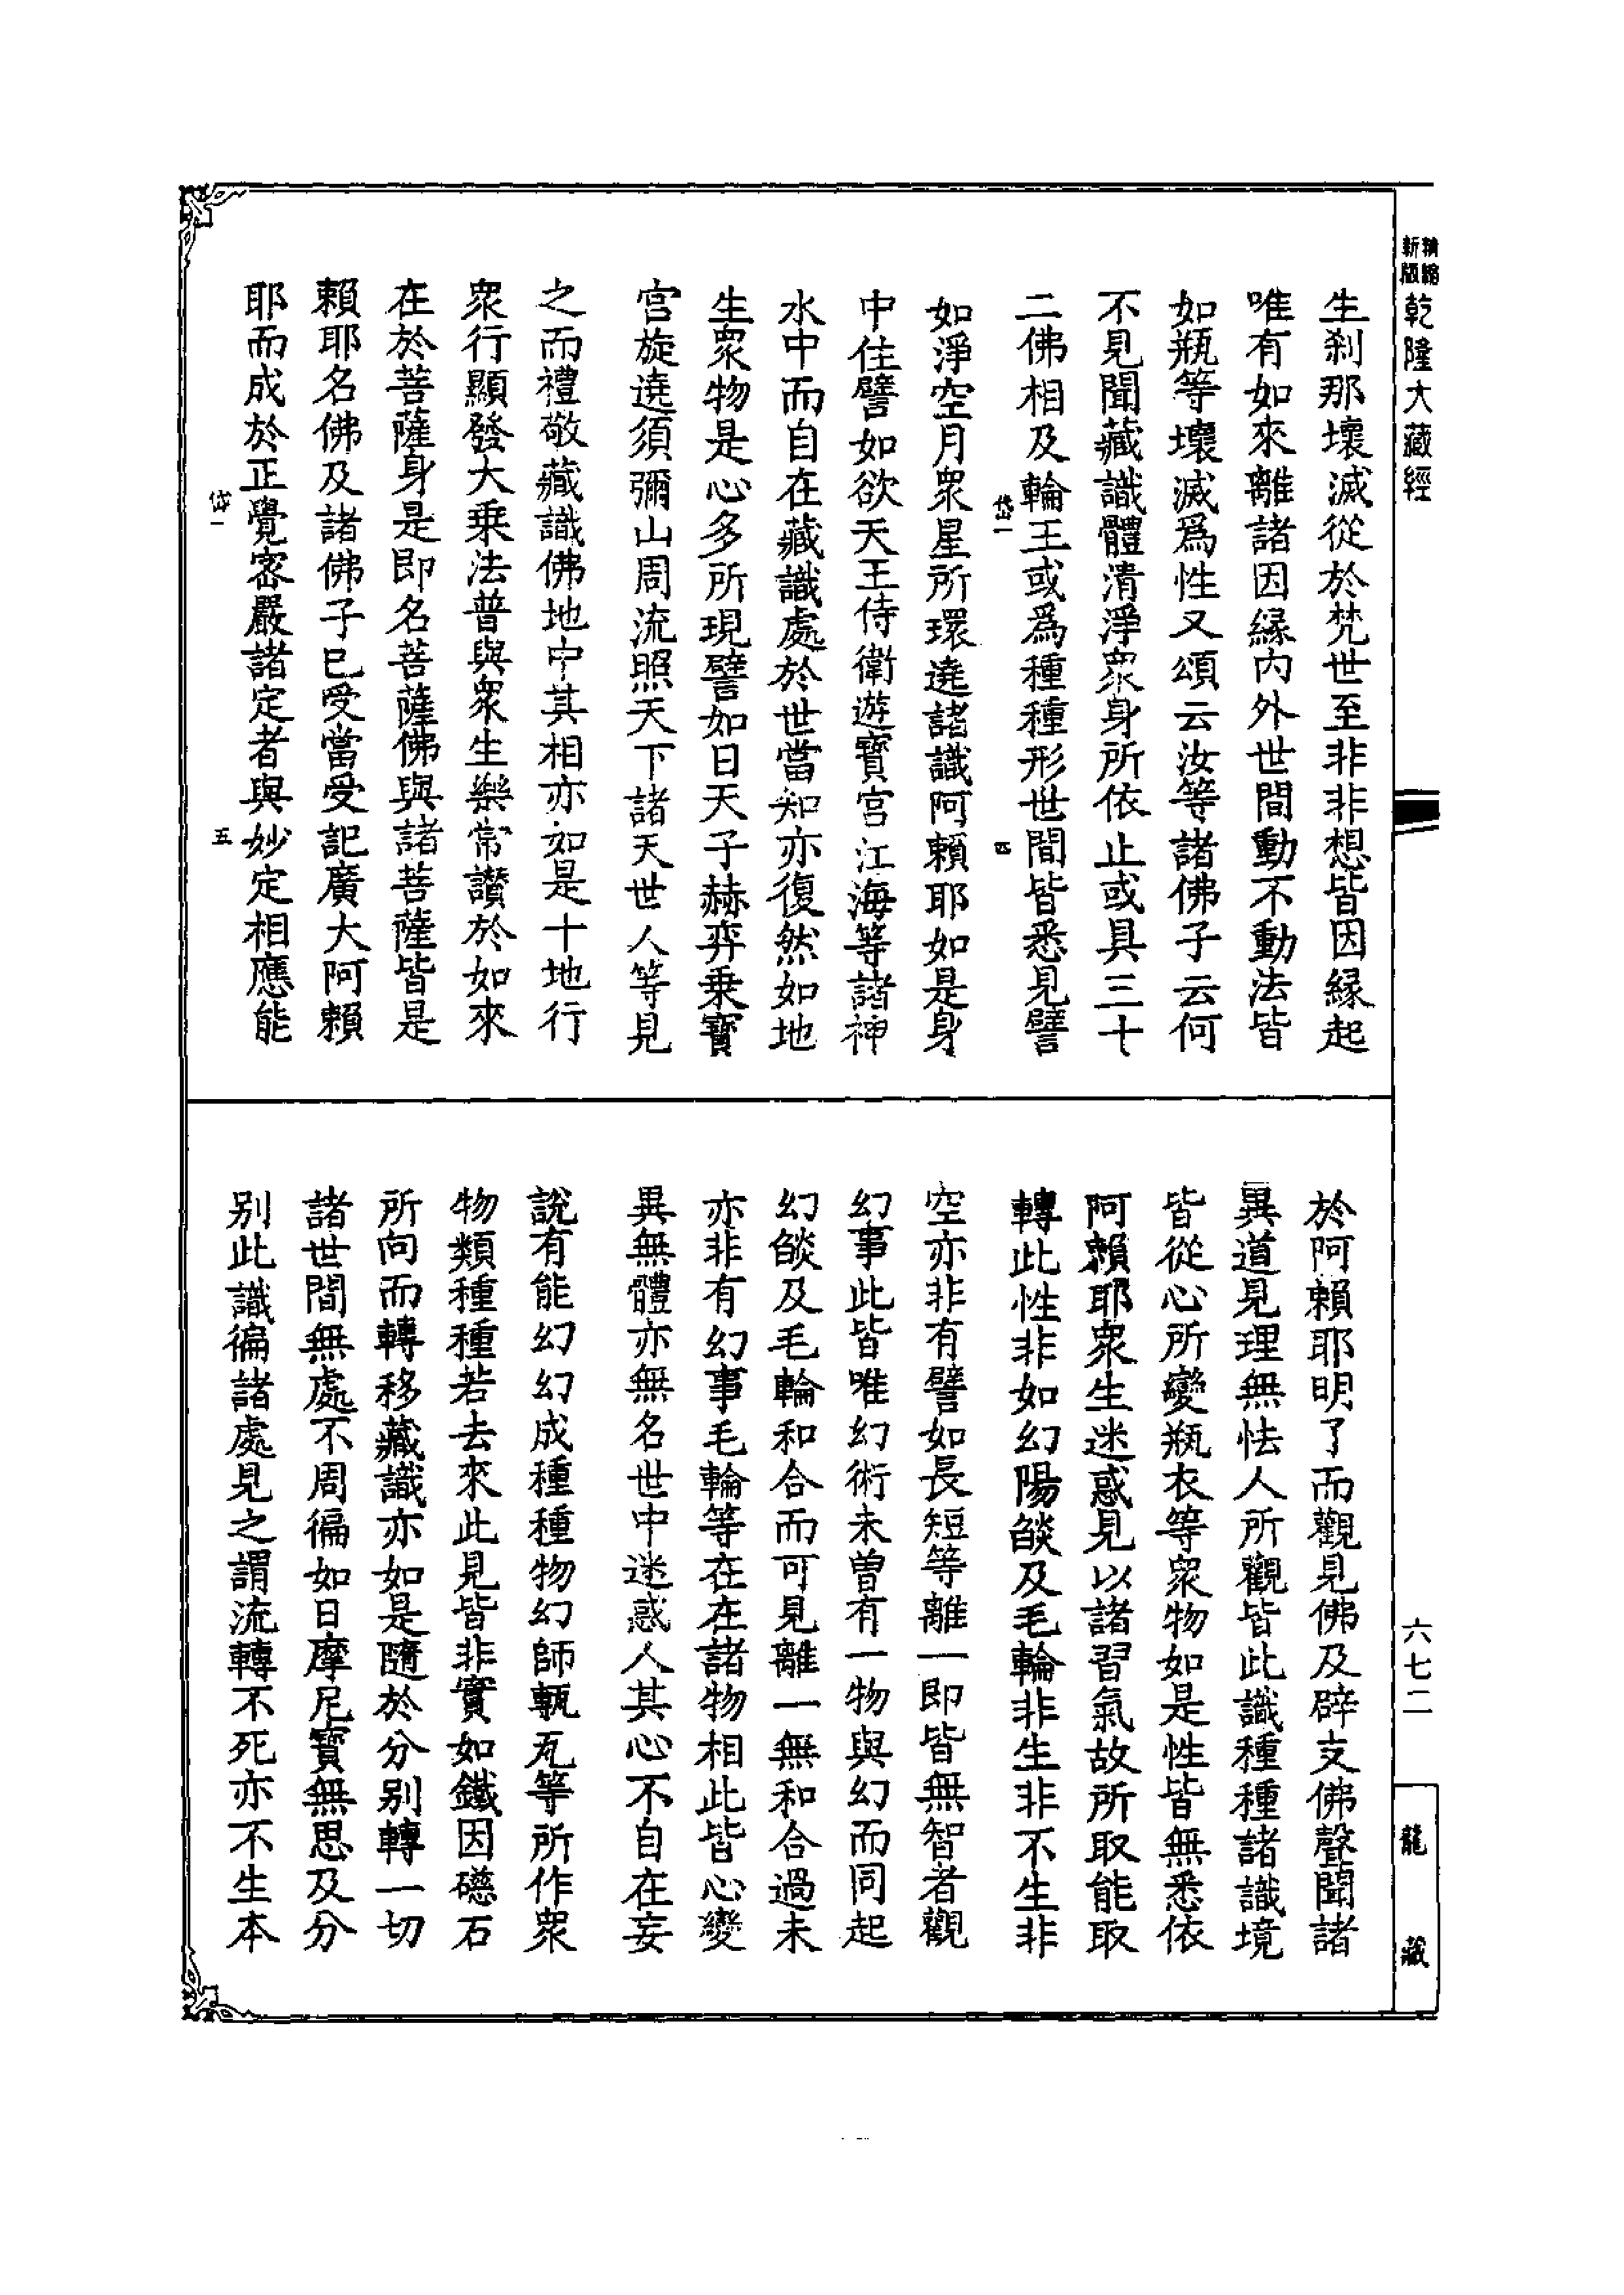 精縮新版
乾隆大藏經
生剎那壞滅從於梵世至非非想皆因緣起
唯有如來離諸因緣內外世間動不動法皆
如瓶等壞滅爲性又頌云汝等諸佛子云何
不見聞藏識體清淨衆身所依止或具三十
二佛相及輪王或爲種種形世間皆悉見譬
岱一
四
如淨空月衆星所環遶諸識阿賴耶如是身
中住譬如欲天王侍衛遊寶宮江海等諸神
水中而自在藏識處於世當知亦復然如地
生衆物是心多所現譬如日天子赫弈乗寶
宮旋遶須彌山周流照天下諸天世人等見
之而禮敬藏識佛地中其相亦如是十地行
衆行顯發大乗法普與衆生樂常讚於如來
在於菩薩身是即名菩薩佛與諸菩薩皆是
賴耶名佛及諸佛子已受當受記廣大阿賴
耶而成於正覺密嚴諸定者與妙定相應能
岱一
五
於阿賴耶明了而觀見佛及辟支佛聲聞諸
異道見理無怯人所觀皆此識種種諸識境
皆從心所變瓶衣等衆物如是性皆無悉依
阿賴耶衆生迷惑見以諸習氣故所取能取
轉此性非如幻陽燄及毛輪非生非不生非
空亦非有譬如長短等離一即皆無智者觀
幻事此皆唯幻術未曽有一物與幻而同起
幻燄及毛輪和合而可見離一無和合過未
亦非有幻事毛輪等在在諸物相此皆心變
異無體亦無名世中迷惑人其心不自在妄
說有能幻幻成種種物幻師甎瓦等所作衆
物類種種若去來此見皆非實如鐵因礠石
所向而轉移藏識亦如是隨於分别轉一切
諸世間無處不周徧如日摩尼寶無思及分
别此識徧諸處見之謂流轉不死亦不生本
六七二
龍藏